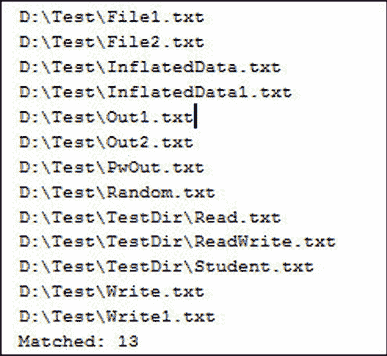 D:\Test\File1.txt
D:\Test\File2.txt
D:\Test\InflatedData.txt
D:\Test\InflatedData1.txt
D:\Test\Out1.txt
D:\Test\Out2.txt
D:\Test\PwOut.txt
D:\Test\Random.txt
D:\Test\TestDir\Read.txt
D:\Test\TestDir\ReadWrite.txt
D:\Test\TestDir\Student.txt
D:\Test\Write.txt
D:\Test\Write1.txt
Matched: 13